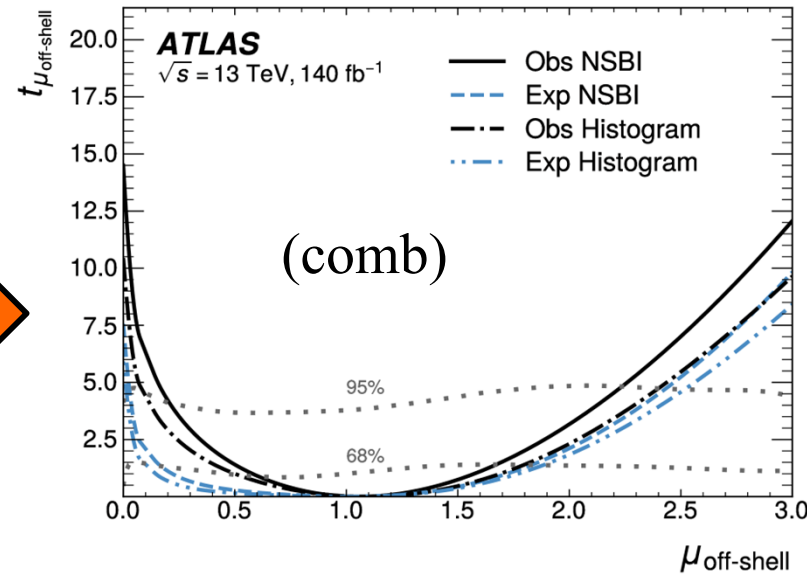 t_μoff-shell
20.0
17.5
15.0
12.5
10.0
7.5
5.0
2.5
ATLAS
√s = 13 TeV, 140 fb⁻¹
Obs NSBI
Exp NSBI
Obs Histogram
Exp Histogram
(comb)
95%
68%
0.0 0.5 1.0 1.5 2.0 2.5 3.0
μoff-shell